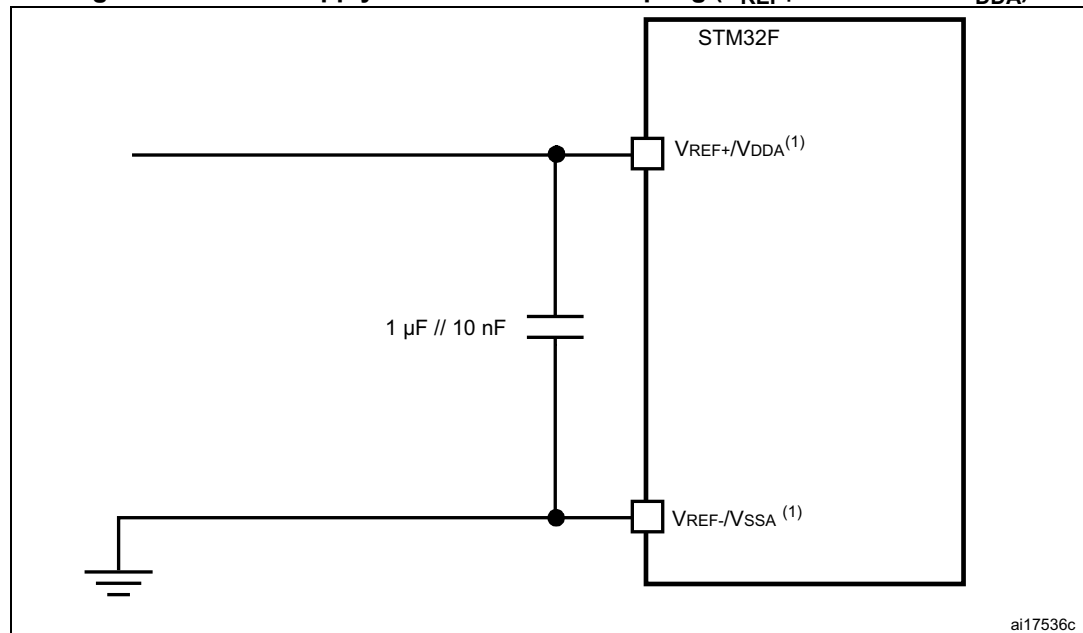 STM32F
VREF+/VDDA(1)
1 µF // 10 nF
VREF-/VSSA (1)
ai17536c